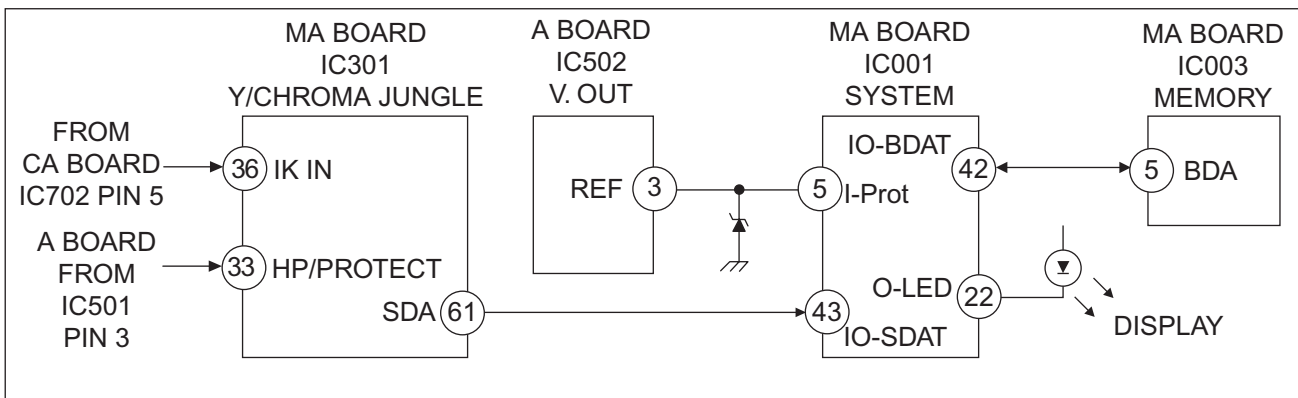 MA BOARD
IC301
Y/CHROMA JUNGLE
A BOARD
IC502
V. OUT
MA BOARD
IC001
SYSTEM
MA BOARD
IC003
MEMORY
FROM
CA BOARD
IC702 PIN 5
36
IK IN
A BOARD
FROM
IC501
PIN 3
33
HP/PROTECT
SDA
61
REF
3
5
I-Prot
IO-BDAT
42
5
BDA
O-LED
22
43
IO-SDAT
DISPLAY